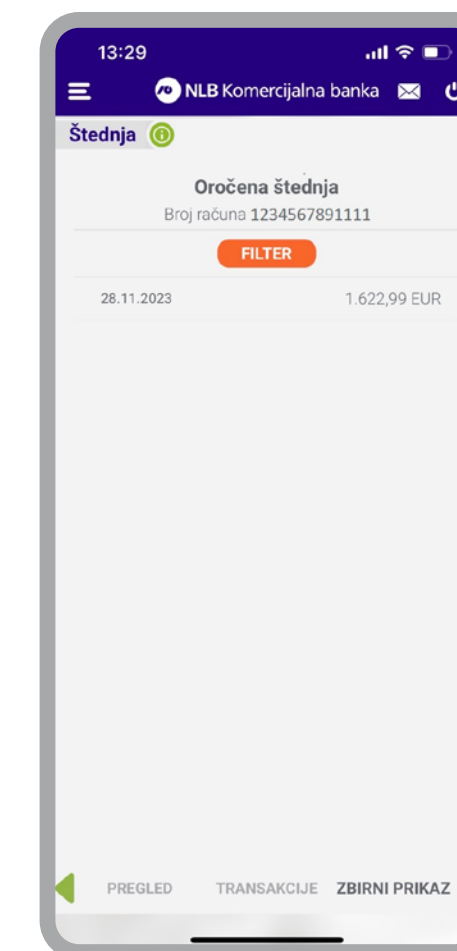 13:29
NLB Komercijalna banka
Štednja
Oročena štednja
Broj računa 1234567891111
FILTER
28.11.2023 1.622,99 EUR
PREGLED TRANSAKCIJE ZBIRNI PRIKAZ